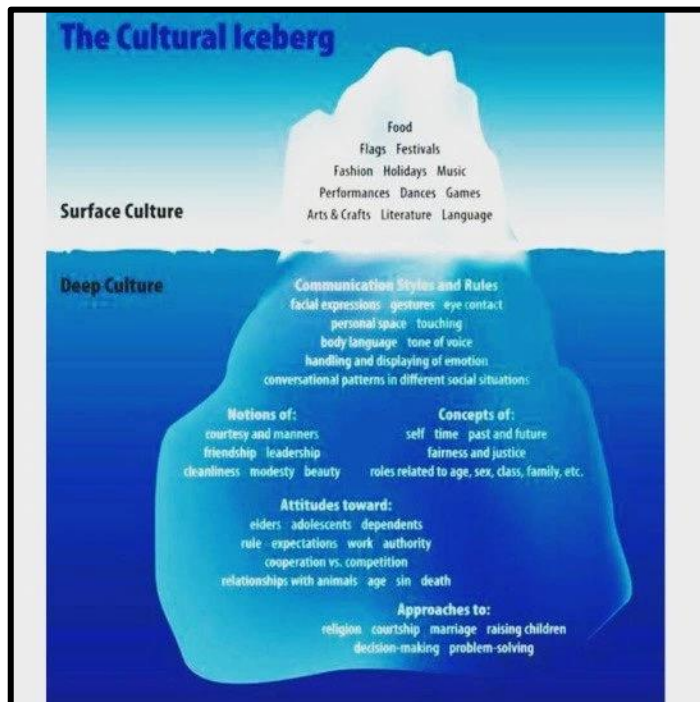 The Cultural Iceberg
Food
Flags Festivals
Fashion Holidays Music
Performances Dances Games
Arts & Crafts Literature Language
Surface Culture
Deep Culture
Communication Styles and Rules
facial expressions gestures eye contact
personal space touching
body language tone of voice
handling and displaying of emotion
conversational patterns in different social situations
Notions of:
courtesy and manners
friendship leadership
cleanliness modesty beauty
Concepts of:
self time past and future
fairness and justice
roles related to age, sex, class, family, etc.
Attitudes toward:
elders adolescents dependents
rule expectations work authority
cooperation vs. competition
relationships with animals age sin death
Approaches to:
religion courtship marriage raising children
decision-making problem-solving